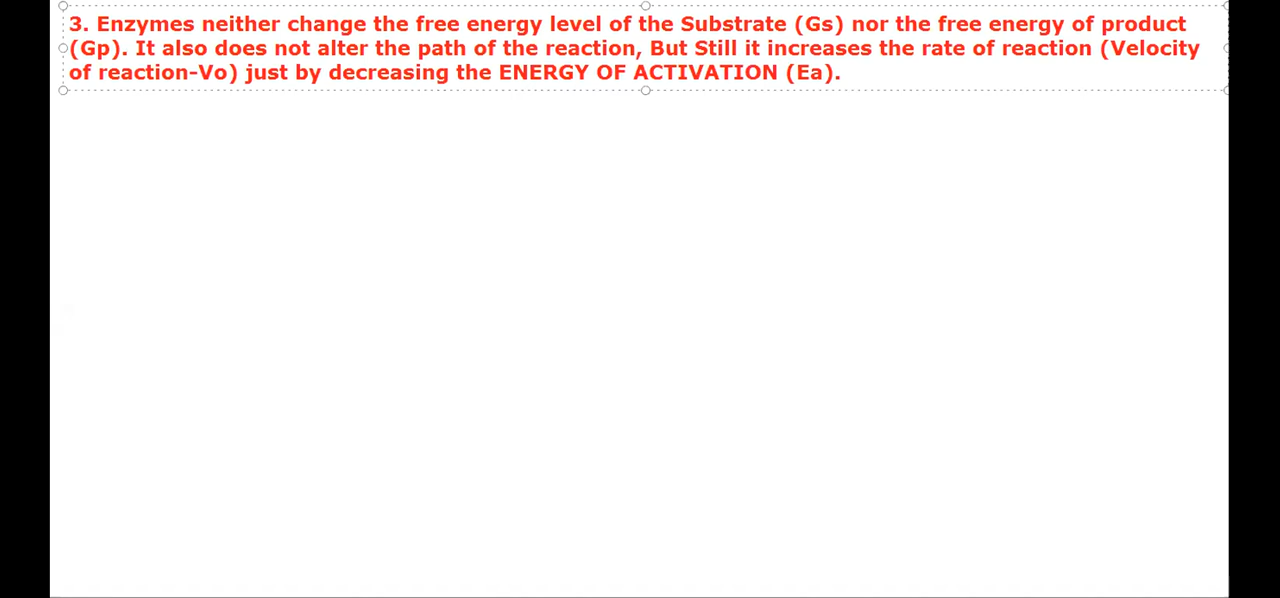 3. Enzymes neither change the free energy level of the Substrate (Gs) nor the free energy of product
(Gp). It also does not alter the path of the reaction, But Still it increases the rate of reaction (Velocity
of reaction-Vo) just by decreasing the ENERGY OF ACTIVATION (Ea).